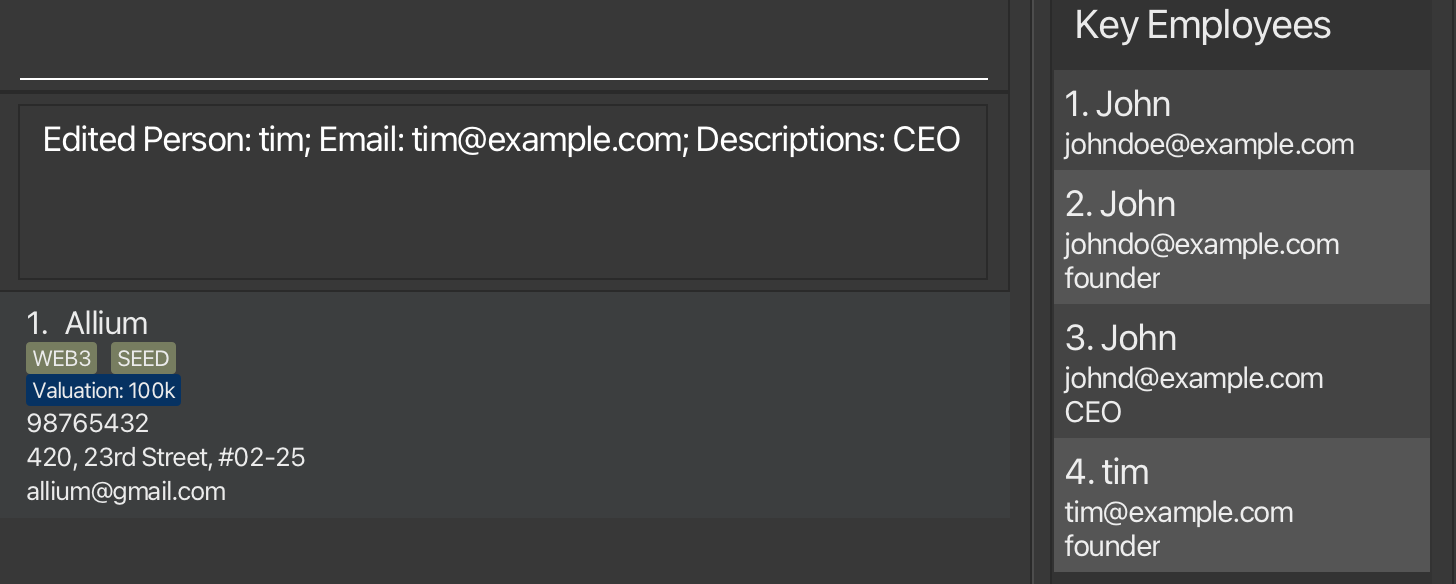 Edited Person: tim; Email: tim@example.com; Descriptions: CEO
1. Allium
WEB3 SEED
Valuation: 100k
98765432
420, 23rd Street, #02-25
allium@gmail.com
Key Employees
1. John
johndoe@example.com
2. John
johndo@example.com
founder
3. John
johnd@example.com
CEO
4. tim
tim@example.com
founder